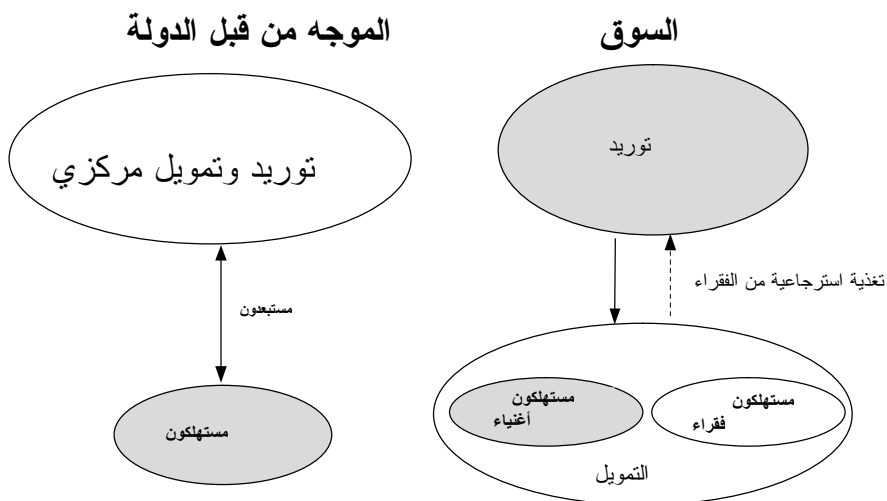 السوق
الموجه من قبل الدولة
توريد
توريد وتمويل مركزي
تغذية استرجاعية من الفقراء
مستبعدون
مستهلكون
فقراء
مستهلكون
أغنياء
مستهلكون
التمويل